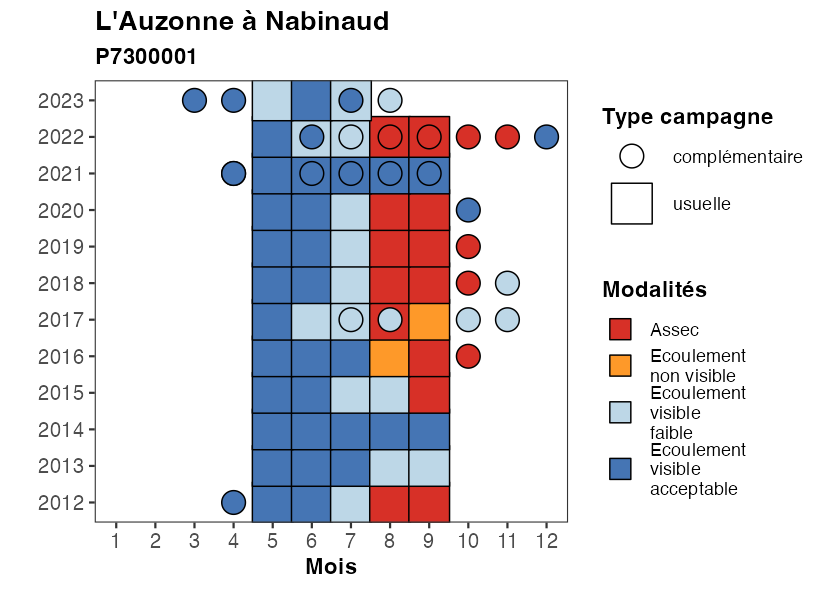 L'Auzonne à Nabinaud
P7300001
2023
2022
2021
2020
2019
2018
2017
2016
2015
2014
2013
2012
1 2 3 4 5 6 7 8 9 10 11 12
Mois
Type campagne
complémentaire
usuelle
Modalités
Assec
Ecoulement
non visible
Ecoulement
visible
faible
Ecoulement
visible
acceptable